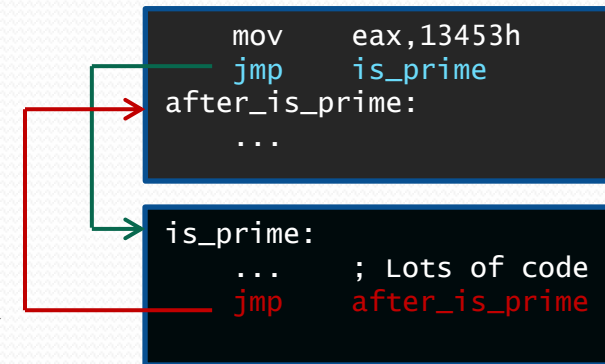 mov eax,13453h
jmp is_prime
after_is_prime:
...
is_prime:
... ; Lots of code
jmp after_is_prime